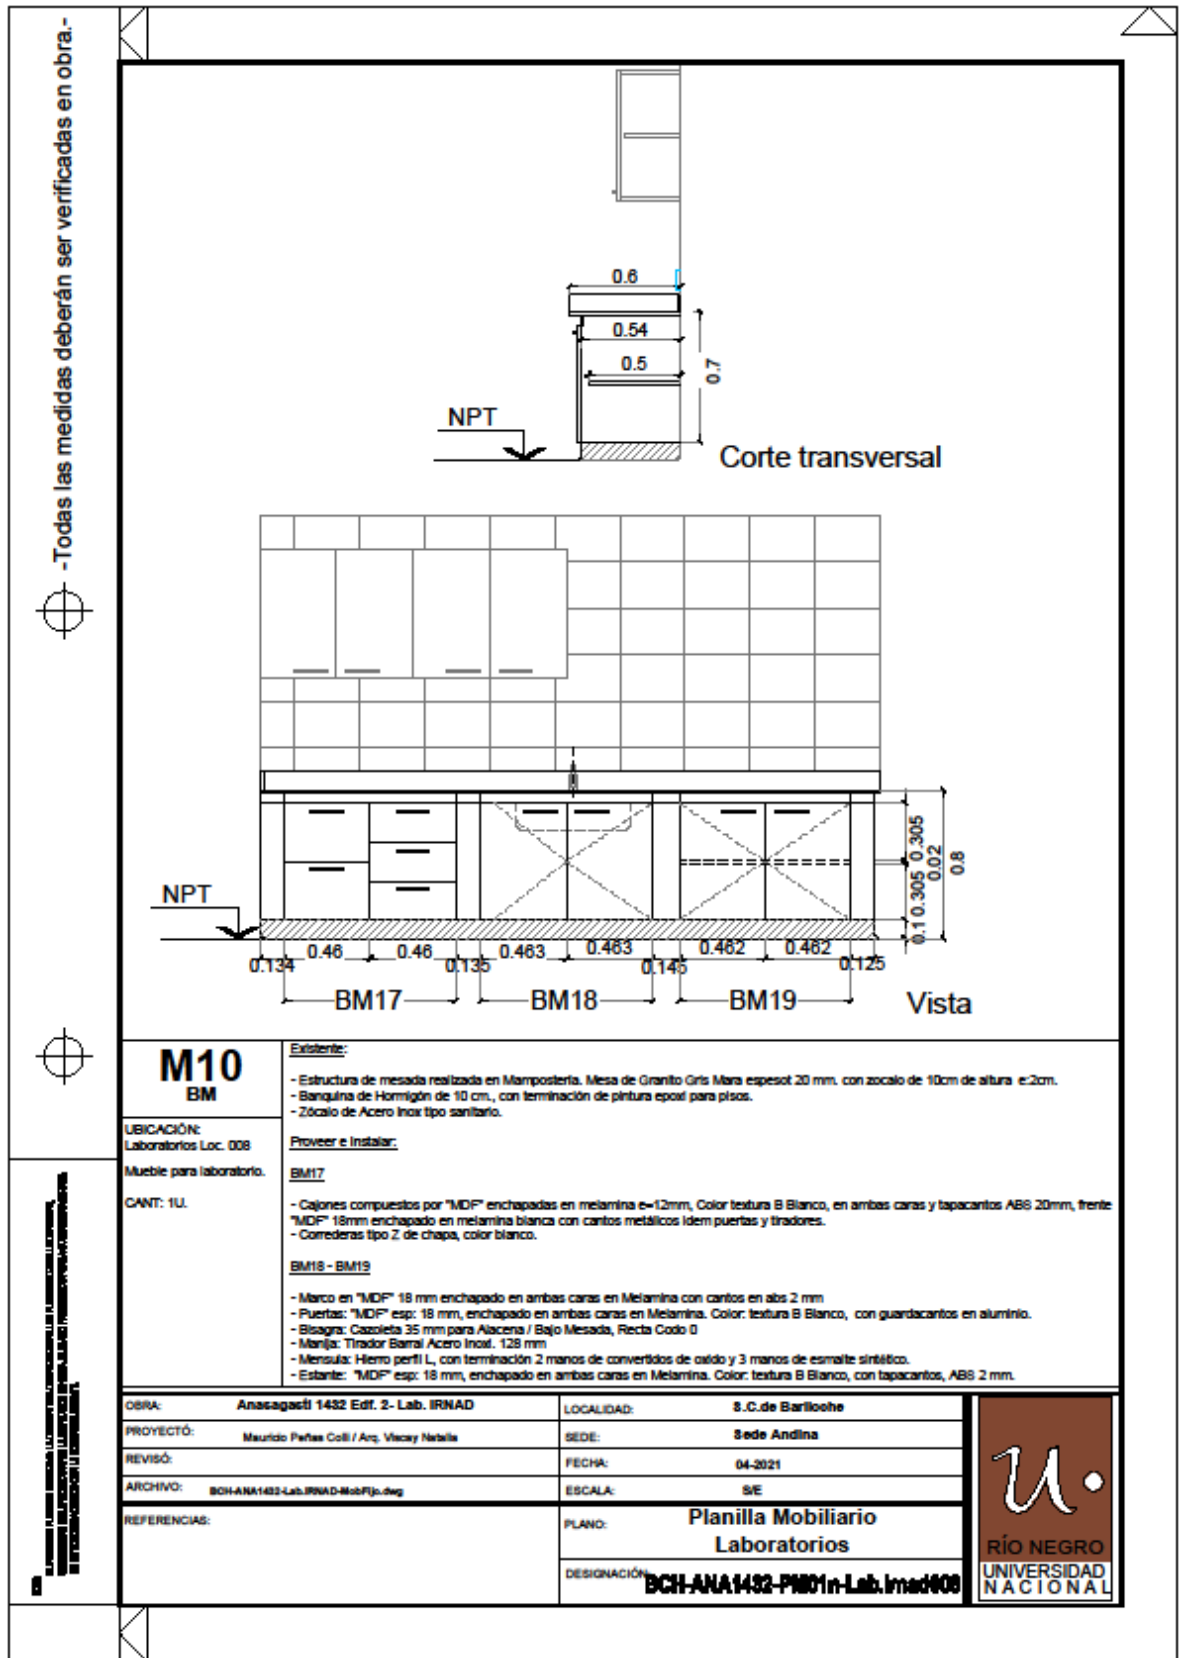 -Todas las medidas deberán ser verificadas en obra.-
0.6
0.54
0.5
0.7
NPT
Corte transversal
0.305
0.02
0.305
0.1
0.8
NPT
0.134
0.46
0.46
0.135
0.463
0.463
0.145
0.462
0.462
0.125
BM17
BM18
BM19
Vista
M10
BM
UBICACIÓN:
Laboratorios Loc. 008
Mueble para laboratorio.
CANT: 1U.
Existente:
- Estructura de mesada realizada en Mampostería. Mesa de Granito Gris Mara espesot 20 mm. con zocalo de 10cm de altura e:2cm.
- Banquina de Hormigón de 10 cm., con terminación de pintura epoxi para pisos.
- Zócalo de Acero inox tipo sanitario.
Proveer e Instalar:
BM17
- Cajones compuestos por "MDF" enchapadas en melamina e=12mm, Color textura B Blanco, en ambas caras y tapacantos ABS 20mm, frente
"MDF" 18mm enchapado en melamina blanca con cantos metálicos idem puertas y tiradores.
- Correderas tipo Z de chapa, color blanco.
BM18 - BM19
- Marco en "MDF" 18 mm enchapado en ambas caras en Melamina con cantos en abs 2 mm
- Puertas: "MDF" esp: 18 mm, enchapado en ambas caras en Melamina. Color: textura B Blanco, con guardacantos en aluminio.
- Bisagra: Cazoleta 35 mm para Alacena / Bajo Mesada, Recta Codo 0
- Manija: Tirador Barral Acero Inoxi. 128 mm
- Mensula: Hierro perfil L, con terminación 2 manos de convertidos de oxido y 3 manos de esmalte sintético.
- Estante: "MDF" esp: 18 mm, enchapado en ambas caras en Melamina. Color: textura B Blanco, con tapacantos, ABS 2 mm.
OBRA: Anasagasti 1432 Edf. 2- Lab. IRNAD
PROYECTÓ: Mauricio Peñas Colli / Arq. Viscay Natalia
REVISÓ:
ARCHIVO: BCH-ANA1432-Lab.IRNAD-MobFijo.dwg
REFERENCIAS:
LOCALIDAD: S.C.de Bariloche
SEDE: Sede Andina
FECHA: 04-2021
ESCALA: S/E
PLANO: Planilla Mobiliario
Laboratorios
DESIGNACIÓN: BCH-ANA1432-PM01n-Lab.Irnad008
RÍO NEGRO
UNIVERSIDAD
NACIONAL